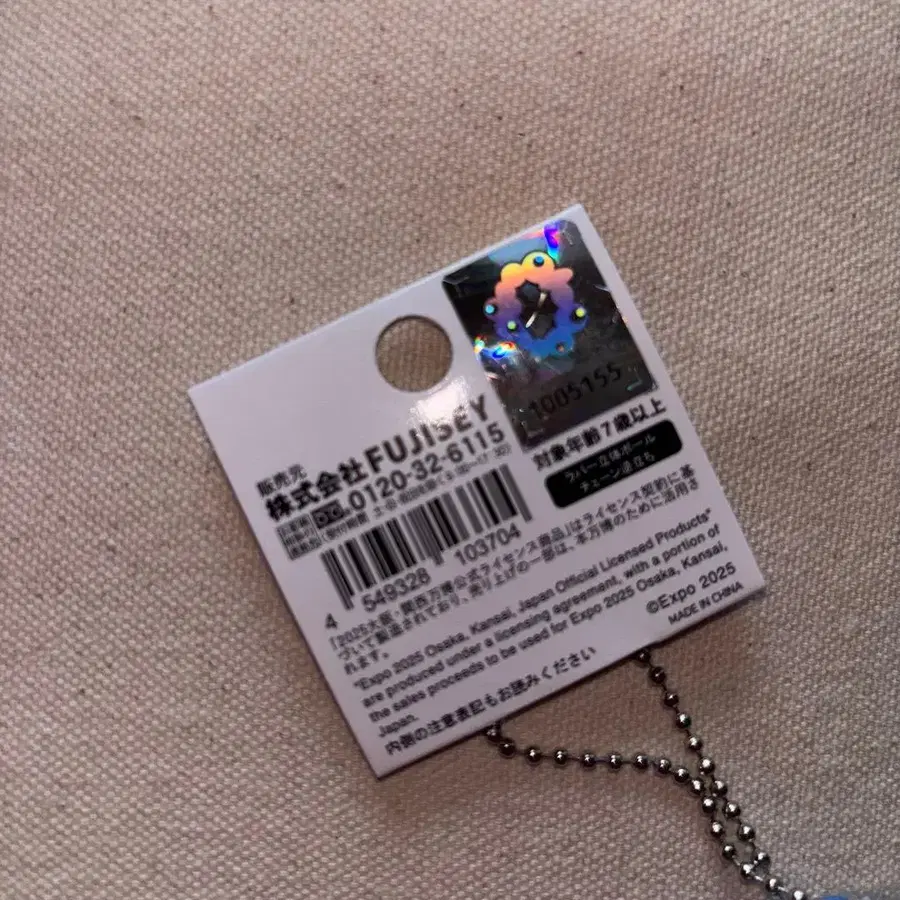 販売元
株式会社FUJISEY
0120-32-6115
4 549328 103704
1005155
対象年齢7歳以上
ラバー立体ボール
チェーン逆立ち
「2025大阪・関西万博公式ライセンス商品」はライセンス契約に基
づいて製造されており、売り上げの一部は、本万博のために活用さ
れます。
"Expo 2025 Osaka, Kansai, Japan Official Licensed Products"
are produced under a licensing agreement, with a portion of
the sales proceeds to be used for Expo 2025 Osaka, Kansai,
Japan.
©Expo 2025
MADE IN CHINA
内側の注意表記もお読みください